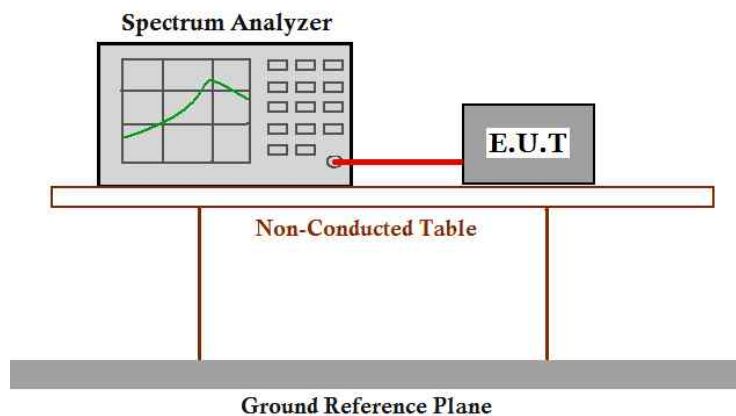 Spectrum Analyzer
E.U.T
Non-Conducted Table
Ground Reference Plane